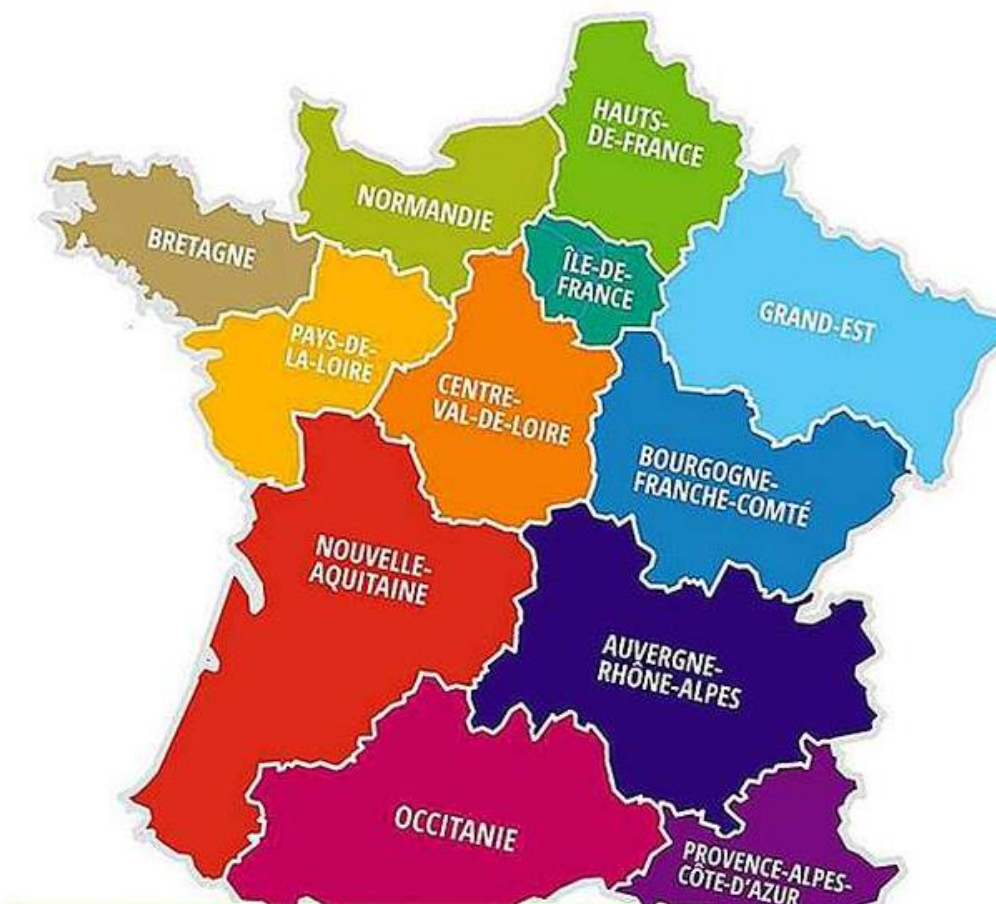 HAUTS-
DE-FRANCE
NORMANDIE
BRETAGNE
ÎLE-DE-
FRANCE
GRAND-EST
PAYS-DE-
LA-LOIRE
CENTRE-
VAL-DE-LOIRE
BOURGOGNE-
FRANCHE-COMTÉ
NOUVELLE-
AQUITAINE
AUVERGNE-
RHÔNE-ALPES
OCCITANIE
PROVENCE-ALPES-
CÔTE-D'AZUR